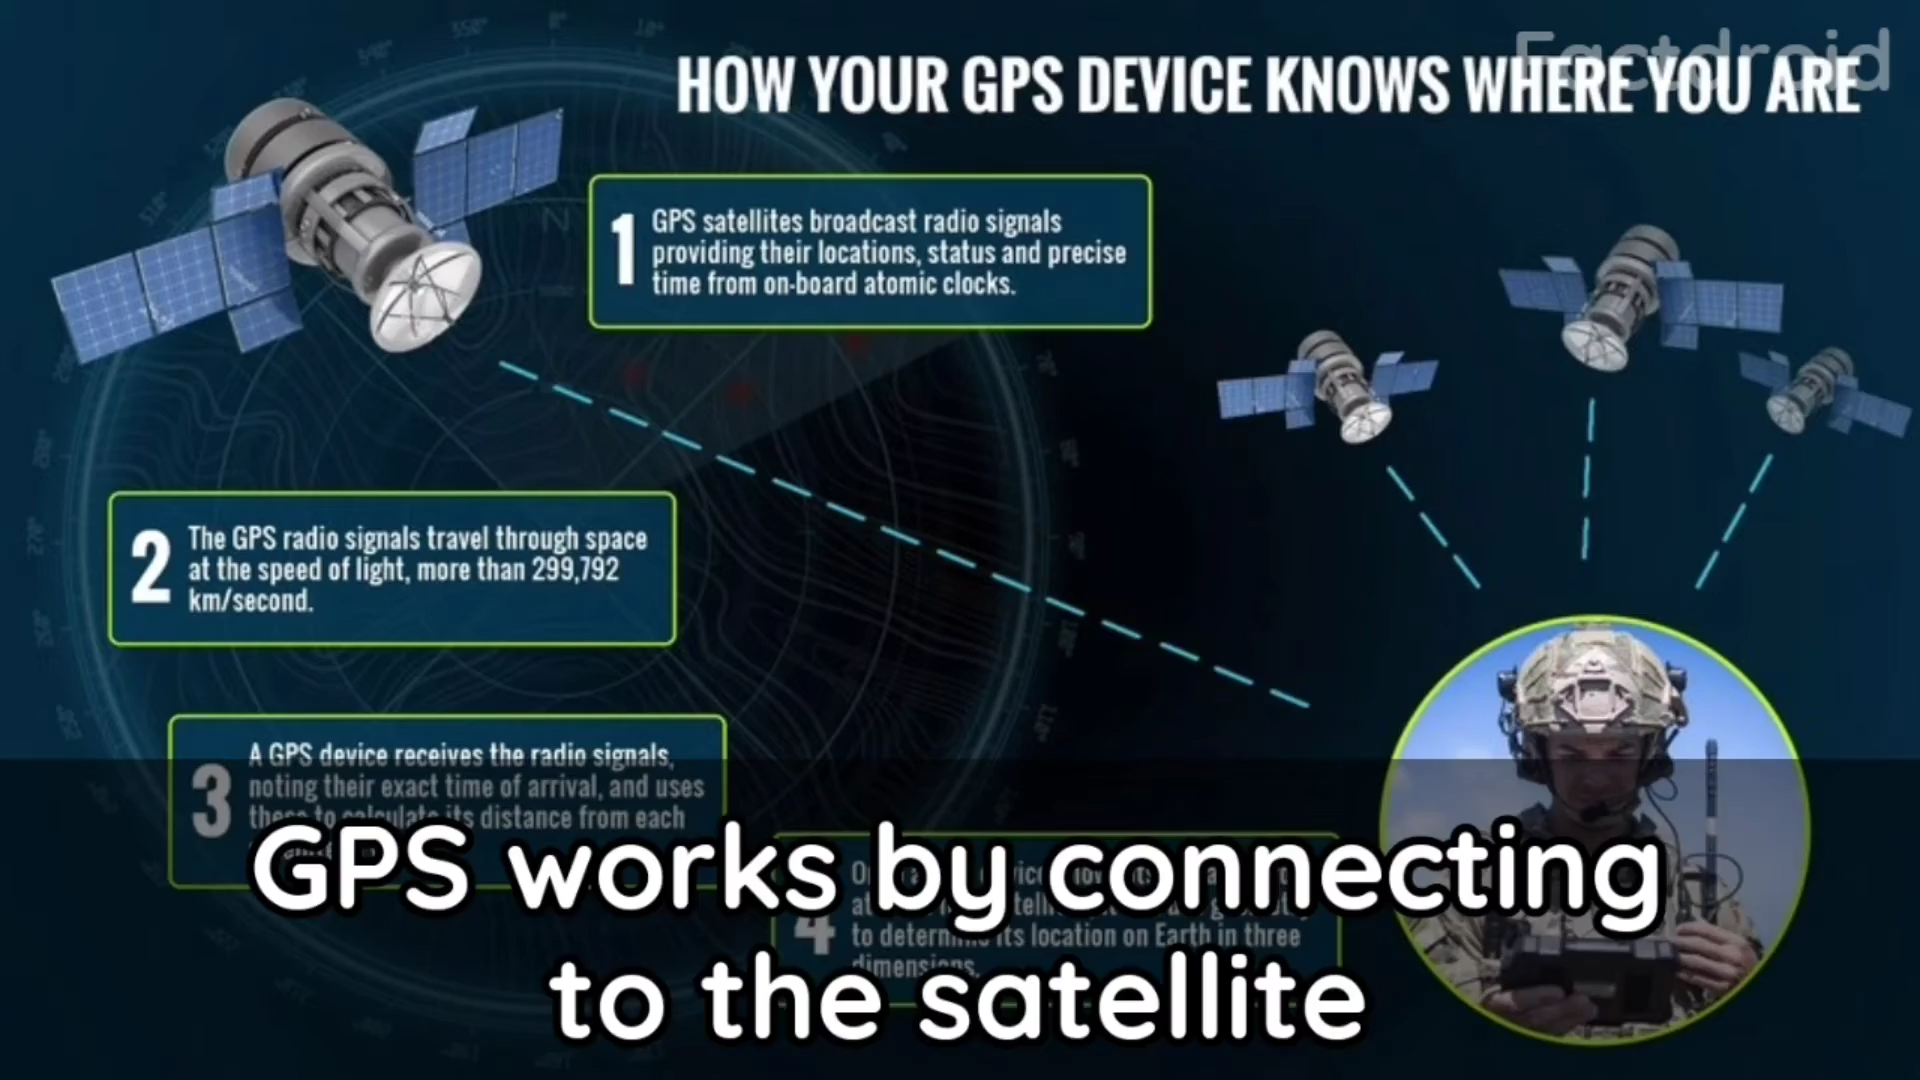 Factdroid
HOW YOUR GPS DEVICE KNOWS WHERE YOU ARE
1
GPS satellites broadcast radio signals
providing their locations, status and precise
time from on-board atomic clocks.
2
The GPS radio signals travel through space
at the speed of light, more than 299,792
km/second.
3
A GPS device receives the radio signals,
noting their exact time of arrival, and uses
these to calculate its distance from each
4
to determine its location on Earth in three
dimensions.
GPS works by connecting
to the satellite